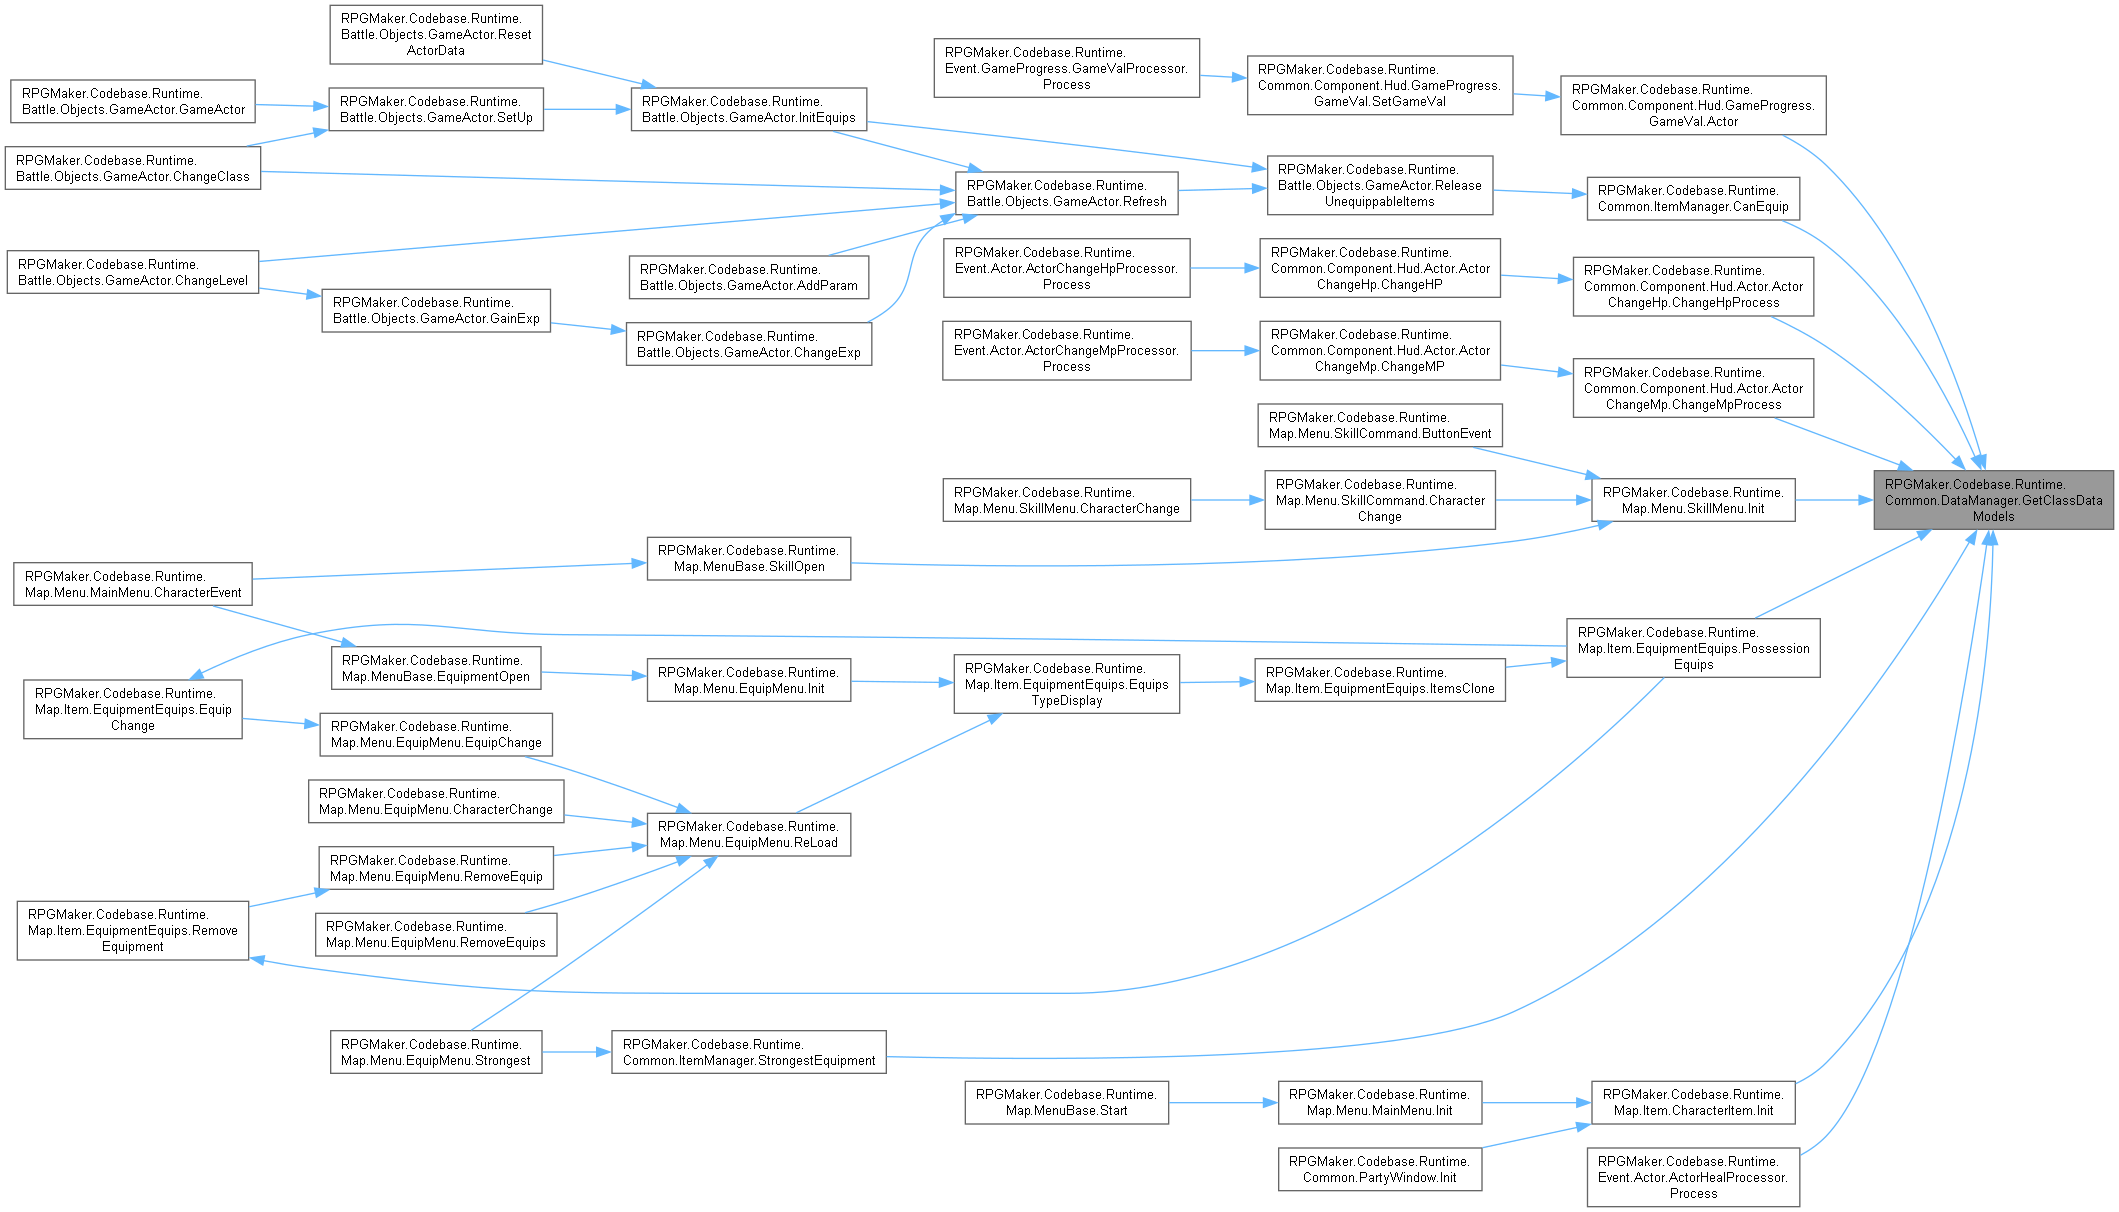 RPGMaker.Codebase.Runtime.
Battle.Objects.GameActor.Reset
ActorData
RPGMaker.Codebase.Runtime.
Battle.Objects.GameActor.GameActor
RPGMaker.Codebase.Runtime.
Battle.Objects.GameActor.SetUp
RPGMaker.Codebase.Runtime.
Battle.Objects.GameActor.InitEquips
RPGMaker.Codebase.Runtime.
Event.GameProgress.GameValProcessor.
Process
RPGMaker.Codebase.Runtime.
Common.Component.Hud.GameProgress.
GameVal.SetGameVal
RPGMaker.Codebase.Runtime.
Common.Component.Hud.GameProgress.
GameVal.Actor
RPGMaker.Codebase.Runtime.
Battle.Objects.GameActor.ChangeClass
RPGMaker.Codebase.Runtime.
Battle.Objects.GameActor.Refresh
RPGMaker.Codebase.Runtime.
Battle.Objects.GameActor.Release
UnequippableItems
RPGMaker.Codebase.Runtime.
Common.ItemManager.CanEquip
RPGMaker.Codebase.Runtime.
Battle.Objects.GameActor.ChangeLevel
RPGMaker.Codebase.Runtime.
Battle.Objects.GameActor.GainExp
RPGMaker.Codebase.Runtime.
Battle.Objects.GameActor.AddParam
RPGMaker.Codebase.Runtime.
Battle.Objects.GameActor.ChangeExp
RPGMaker.Codebase.Runtime.
Event.Actor.ActorChangeHpProcessor.
Process
RPGMaker.Codebase.Runtime.
Common.Component.Hud.Actor.Actor
ChangeHp.ChangeHP
RPGMaker.Codebase.Runtime.
Common.Component.Hud.Actor.Actor
ChangeHp.ChangeHpProcess
RPGMaker.Codebase.Runtime.
Event.Actor.ActorChangeMpProcessor.
Process
RPGMaker.Codebase.Runtime.
Common.Component.Hud.Actor.Actor
ChangeMp.ChangeMP
RPGMaker.Codebase.Runtime.
Common.Component.Hud.Actor.Actor
ChangeMp.ChangeMpProcess
RPGMaker.Codebase.Runtime.
Map.Menu.SkillCommand.ButtonEvent
RPGMaker.Codebase.Runtime.
Map.Menu.SkillMenu.CharacterChange
RPGMaker.Codebase.Runtime.
Map.Menu.SkillCommand.Character
Change
RPGMaker.Codebase.Runtime.
Map.Menu.SkillMenu.Init
RPGMaker.Codebase.Runtime.
Common.DataManager.GetClassData
Models
RPGMaker.Codebase.Runtime.
Map.MenuBase.SkillOpen
RPGMaker.Codebase.Runtime.
Map.Menu.MainMenu.CharacterEvent
RPGMaker.Codebase.Runtime.
Map.MenuBase.EquipmentOpen
RPGMaker.Codebase.Runtime.
Map.Menu.EquipMenu.Init
RPGMaker.Codebase.Runtime.
Map.Item.EquipmentEquips.Equips
TypeDisplay
RPGMaker.Codebase.Runtime.
Map.Item.EquipmentEquips.ItemsClone
RPGMaker.Codebase.Runtime.
Map.Item.EquipmentEquips.Possession
Equips
RPGMaker.Codebase.Runtime.
Map.Item.EquipmentEquips.Equip
Change
RPGMaker.Codebase.Runtime.
Map.Menu.EquipMenu.EquipChange
RPGMaker.Codebase.Runtime.
Map.Menu.EquipMenu.CharacterChange
RPGMaker.Codebase.Runtime.
Map.Menu.EquipMenu.ReLoad
RPGMaker.Codebase.Runtime.
Map.Menu.EquipMenu.RemoveEquip
RPGMaker.Codebase.Runtime.
Map.Item.EquipmentEquips.Remove
Equipment
RPGMaker.Codebase.Runtime.
Map.Menu.EquipMenu.RemoveEquips
RPGMaker.Codebase.Runtime.
Map.Menu.EquipMenu.Strongest
RPGMaker.Codebase.Runtime.
Common.ItemManager.StrongestEquipment
RPGMaker.Codebase.Runtime.
Map.MenuBase.Start
RPGMaker.Codebase.Runtime.
Map.Menu.MainMenu.Init
RPGMaker.Codebase.Runtime.
Map.Item.CharacterItem.Init
RPGMaker.Codebase.Runtime.
Common.PartyWindow.Init
RPGMaker.Codebase.Runtime.
Event.Actor.ActorHealProcessor.
Process